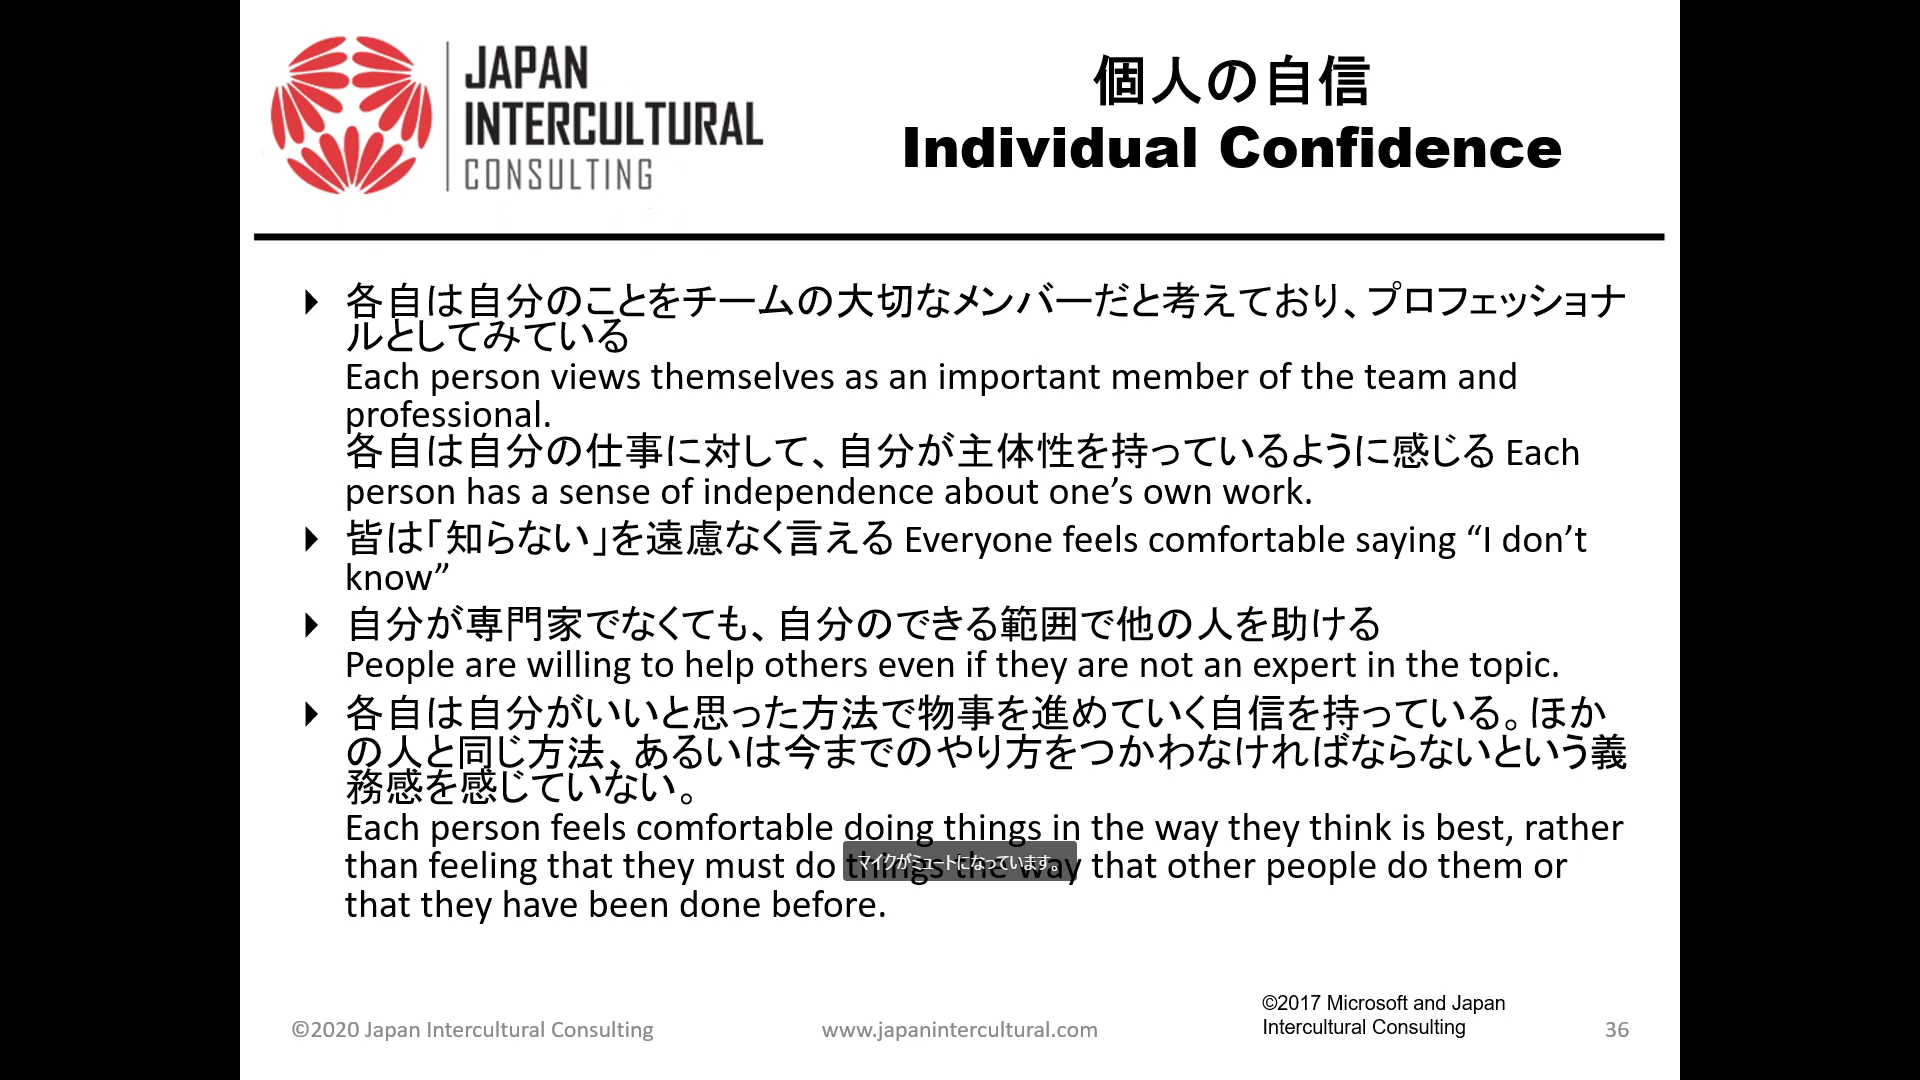 JAPAN
INTERCULTURAL
CONSULTING
個人の自信
Individual Confidence
各自は自分のことをチームの大切なメンバーだと考えており、プロフェッショナ
ルとしてみている
Each person views themselves as an important member of the team and
professional.
各自は自分の仕事に対して、自分が主体性を持っているように感じる Each
person has a sense of independence about one’s own work.
皆は「知らない」を遠慮なく言える Everyone feels comfortable saying “I don’t
know”
自分が専門家でなくても、自分のできる範囲で他の人を助ける
People are willing to help others even if they are not an expert in the topic.
各自は自分がいいと思った方法で物事を進めていく自信を持っている。ほか
の人と同じ方法、あるいは今までのやり方をつかわなければならないという義
務感を感じていない。
Each person feels comfortable doing things in the way they think is best, rather
than feeling that they must do things the way that other people do them or
マイクがミュートになっています。
that they have been done before.
©2020 Japan Intercultural Consulting
www.japanintercultural.com
©2017 Microsoft and Japan
Intercultural Consulting
36